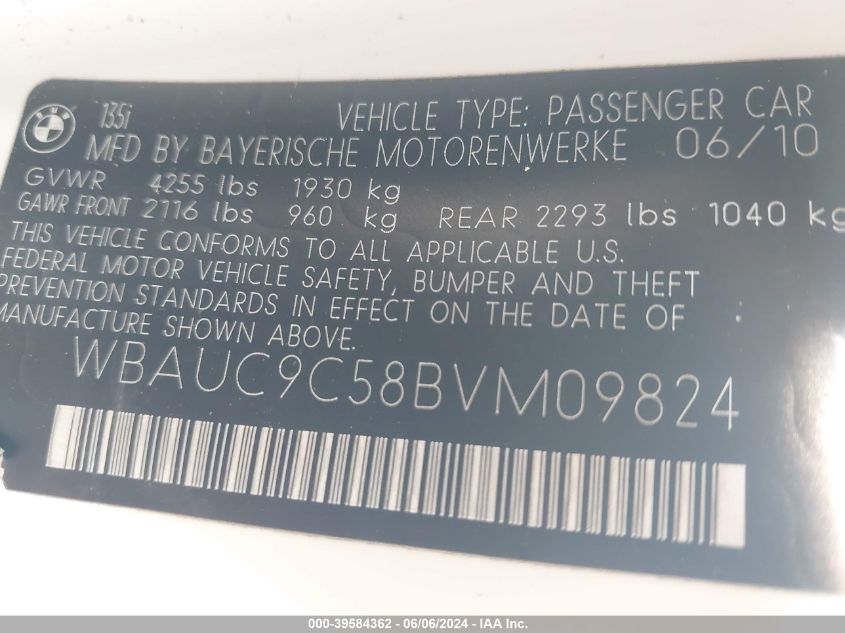 BMW
135i VEHICLE TYPE: PASSENGER CAR
MFD BY BAYERISCHE MOTORENWERKE 06/10
GVWR 4255 lbs 1930 kg
GAWR FRONT 2116 lbs 960 kg REAR 2293 lbs 1040 kg
THIS VEHICLE CONFORMS TO ALL APPLICABLE U.S.
FEDERAL MOTOR VEHICLE SAFETY, BUMPER AND THEFT
PREVENTION STANDARDS IN EFFECT ON THE DATE OF
MANUFACTURE SHOWN ABOVE.
WBAUC9C58BVM09824
000-39584362 - 06/06/2024 - IAA Inc.